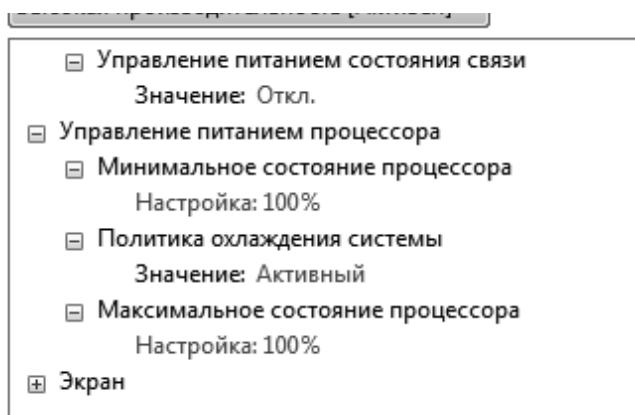 Управление питанием состояния связи
Значение: Откл.
Управление питанием процессора
Минимальное состояние процессора
Настройка: 100%
Политика охлаждения системы
Значение: Активный
Максимальное состояние процессора
Настройка: 100%
Экран